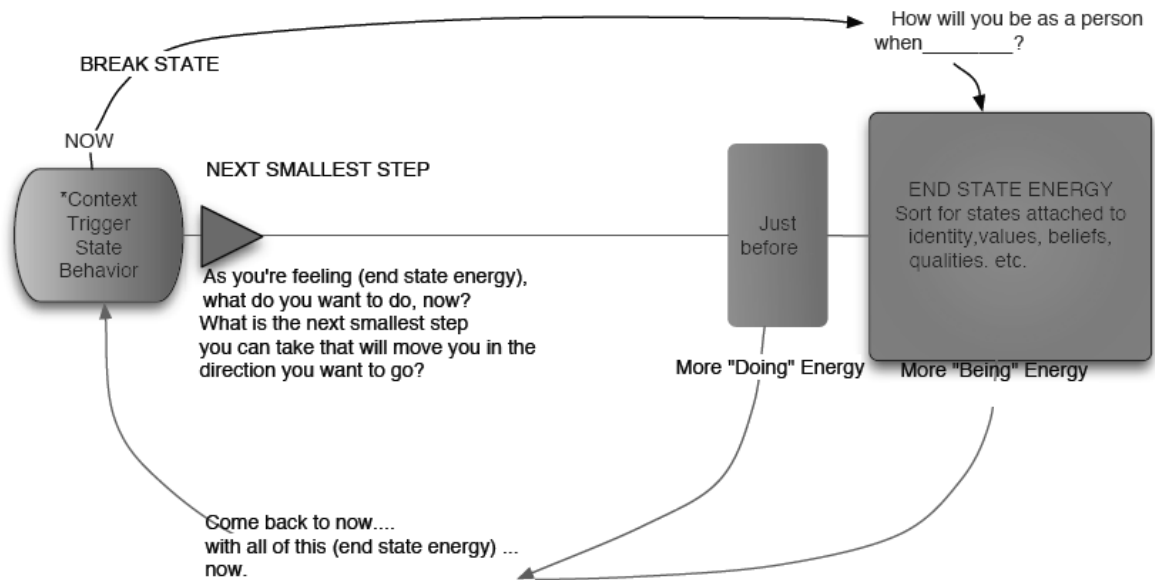 How will you be as a person
when________?
BREAK STATE
NOW
NEXT SMALLEST STEP
*Context
Trigger
State
Behavior
Just
before
END STATE ENERGY
Sort for states attached to
identity,values, beliefs,
qualities. etc.
As you're feeling (end state energy),
what do you want to do, now?
What is the next smallest step
you can take that will move you in the
direction you want to go?
More "Doing" Energy
More "Being" Energy
Come back to now....
with all of this (end state energy) ...
now.